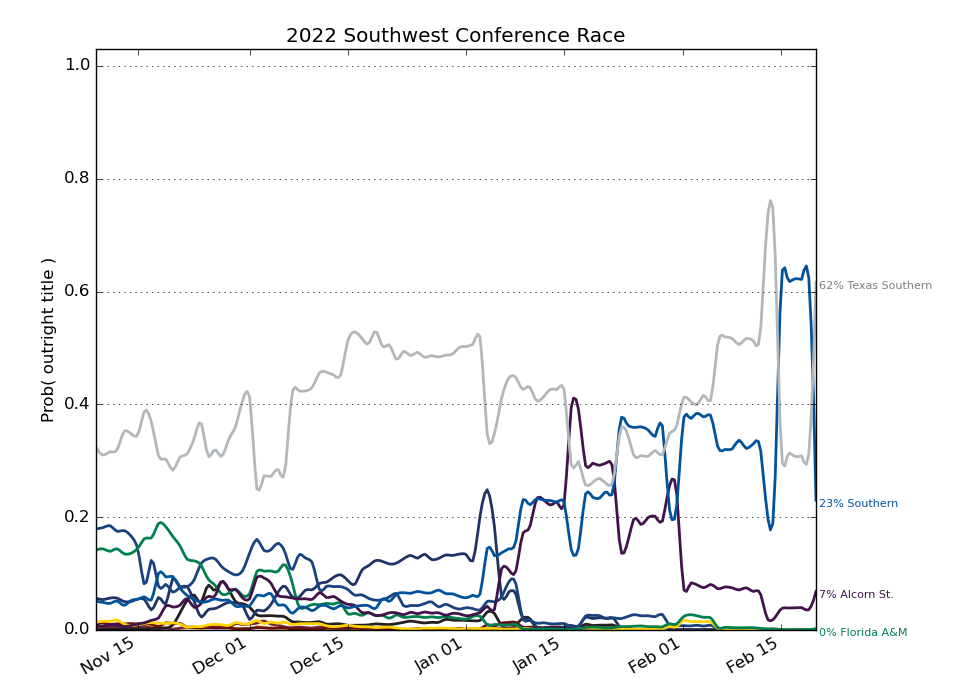 2022 Southwest Conference Race
Prob( outright title )
1.0
0.8
0.6
0.4
0.2
0.0
Nov 15
Dec 01
Dec 15
Jan 01
Jan 15
Feb 01
Feb 15
62% Texas Southern
23% Southern
7% Alcorn St.
0% Florida A&M